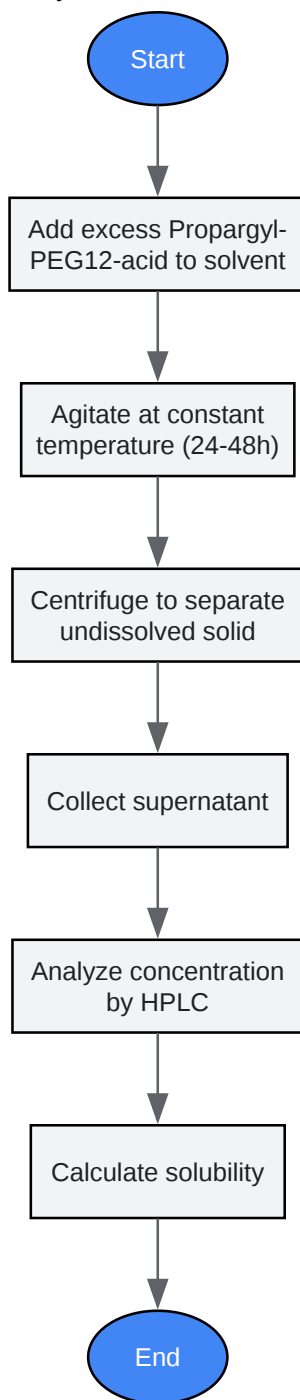 Start
Add excess Propargyl-
PEG12-acid to solvent
Agitate at constant
temperature (24-48h)
Centrifuge to separate
undissolved solid
Collect supernatant
Analyze concentration
by HPLC
Calculate solubility
End